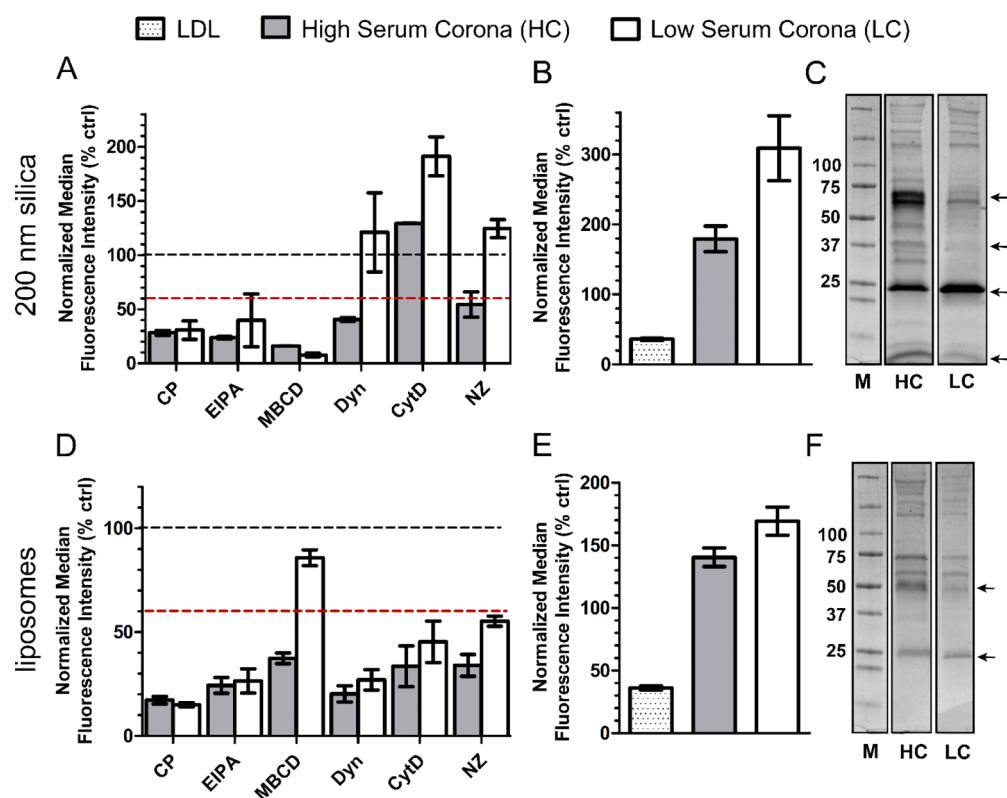 LDL High Serum Corona (HC) Low Serum Corona (LC)
A
B
C
200 nm silica
Normalized Median
Fluorescence Intensity (% ctrl)
200
150
100
50
0
CP EIPA MBCD Dyn CytD NZ
Normalized Median
Fluorescence Intensity (% ctrl)
300
200
100
0
100
75
50
37
25
M HC LC
D
E
F
liposomes
Normalized Median
Fluorescence Intensity (% ctrl)
100
50
0
CP EIPA MBCD Dyn CytD NZ
Normalized Median
Fluorescence Intensity (% ctrl)
200
150
100
50
0
100
75
50
37
25
M HC LC